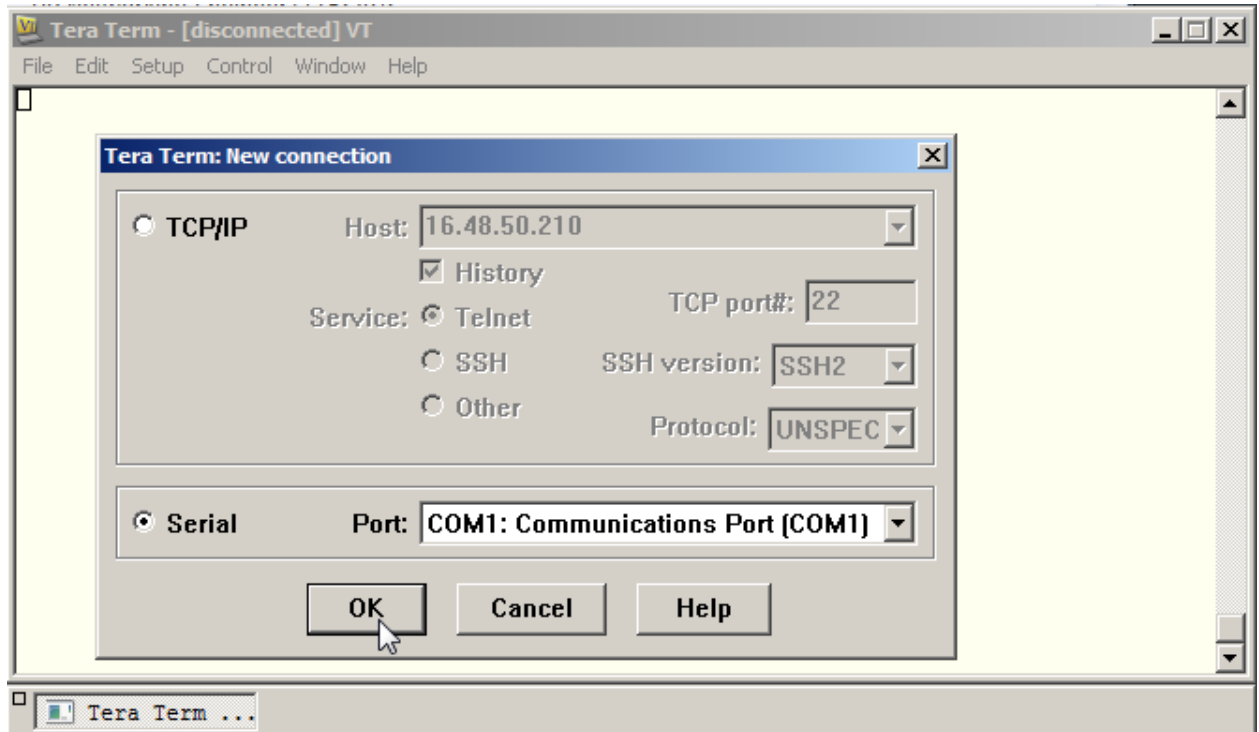 Tera Term - [disconnected] VT
File Edit Setup Control Window Help
Tera Term: New connection
TCP/IP Host: 16.48.50.210
History
Service: Telnet TCP port#: 22
SSH SSH version: SSH2
Other Protocol: UNSPEC
Serial Port: COM1: Communications Port (COM1)
OK Cancel Help
Tera Term ...